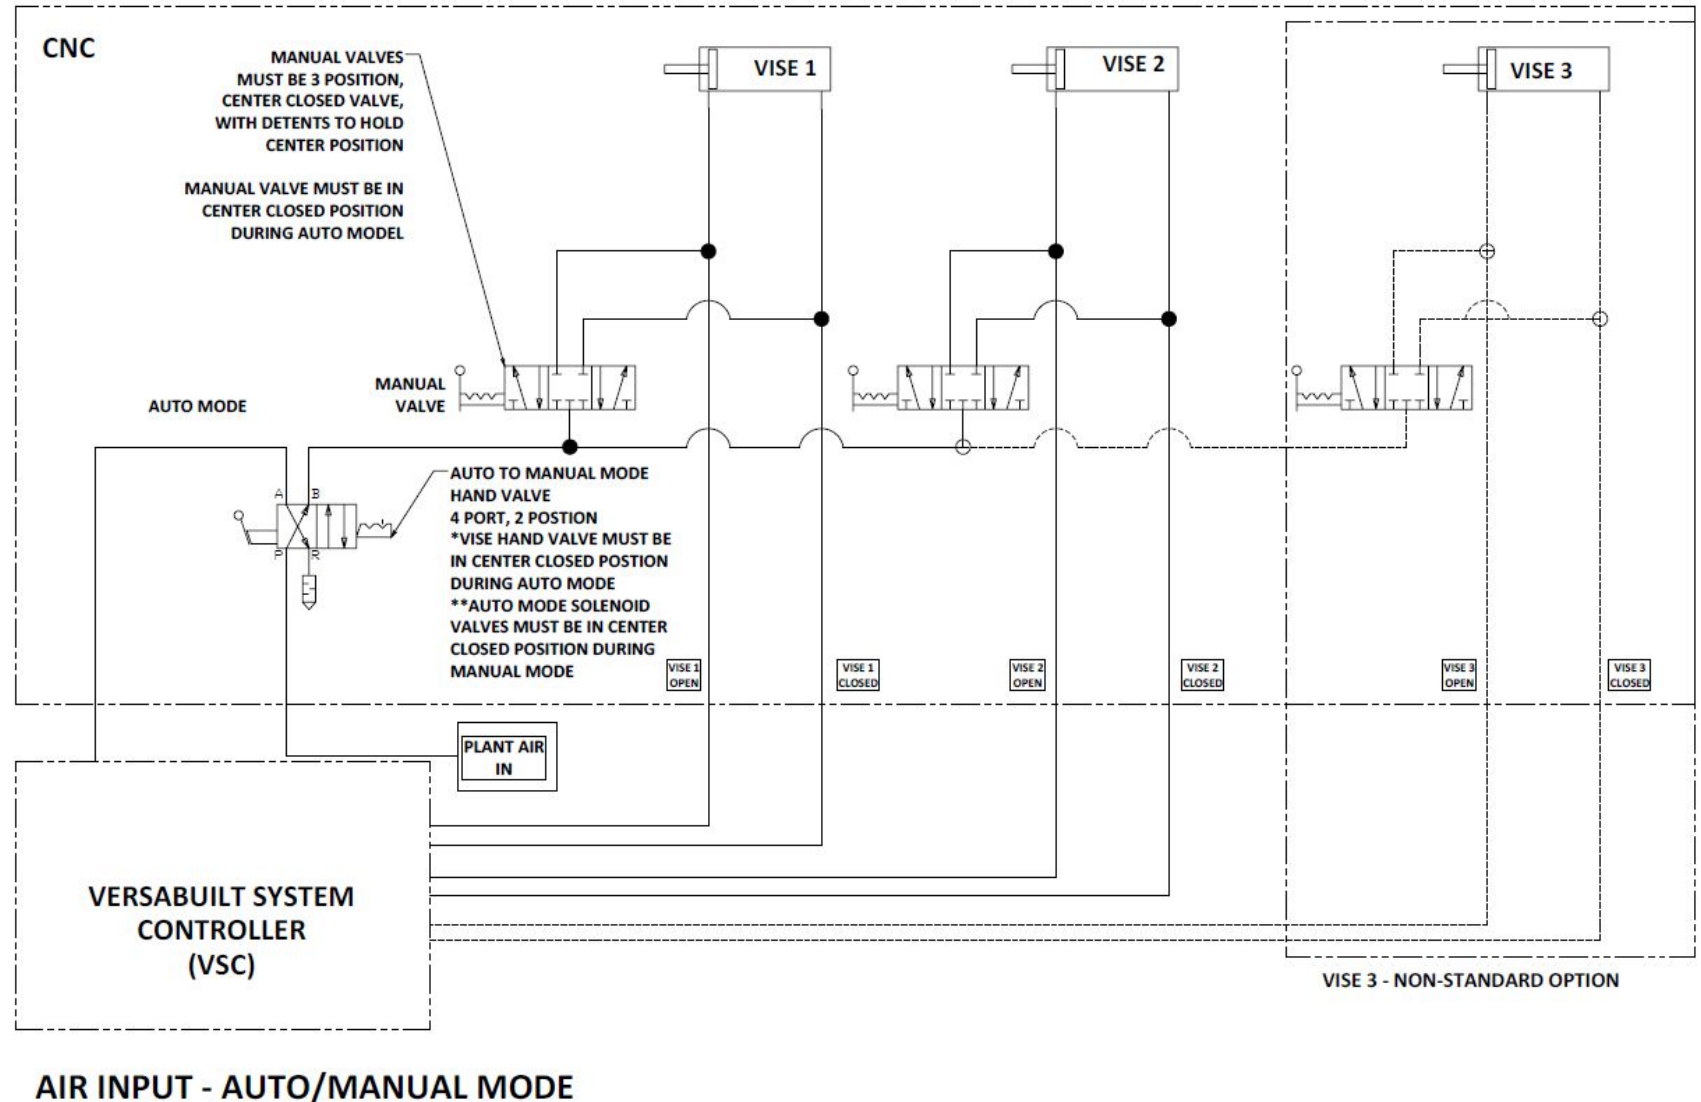 CNC
MANUAL VALVES
MUST BE 3 POSITION,
CENTER CLOSED VALVE,
WITH DETENTS TO HOLD
CENTER POSITION
MANUAL VALVE MUST BE IN
CENTER CLOSED POSITION
DURING AUTO MODEL
VISE 1
VISE 2
VISE 3
MANUAL
VALVE
AUTO MODE
A B
P R
AUTO TO MANUAL MODE
HAND VALVE
4 PORT, 2 POSTION
*VISE HAND VALVE MUST BE
IN CENTER CLOSED POSTION
DURING AUTO MODE
**AUTO MODE SOLENOID
VALVES MUST BE IN CENTER
CLOSED POSITION DURING
MANUAL MODE
VISE 1
OPEN
VISE 1
CLOSED
VISE 2
OPEN
VISE 2
CLOSED
VISE 3
OPEN
VISE 3
CLOSED
PLANT AIR
IN
VERSABUILT SYSTEM
CONTROLLER
(VSC)
VISE 3 - NON-STANDARD OPTION
AIR INPUT - AUTO/MANUAL MODE